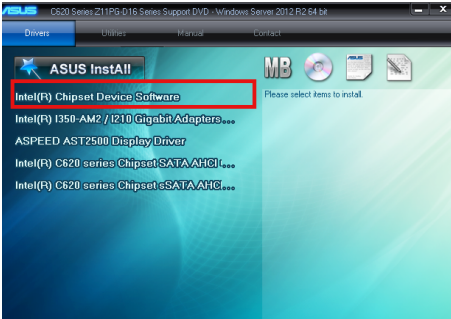 ASUS C620 Series Z11PG-D16 Series Support DVD - Windows Server 2012 R2 64 bit
Drivers Utilities Manual Contact
ASUS InstAll
MB
Intel(R) Chipset Device Software
Please select items to install.
Intel(R) I350-AM2 / I210 Gigabit Adapters...
ASPEED AST2500 Display Driver
Intel(R) C620 series Chipset SATA AHCI (...
Intel(R) C620 series Chipset sSATA AHC...